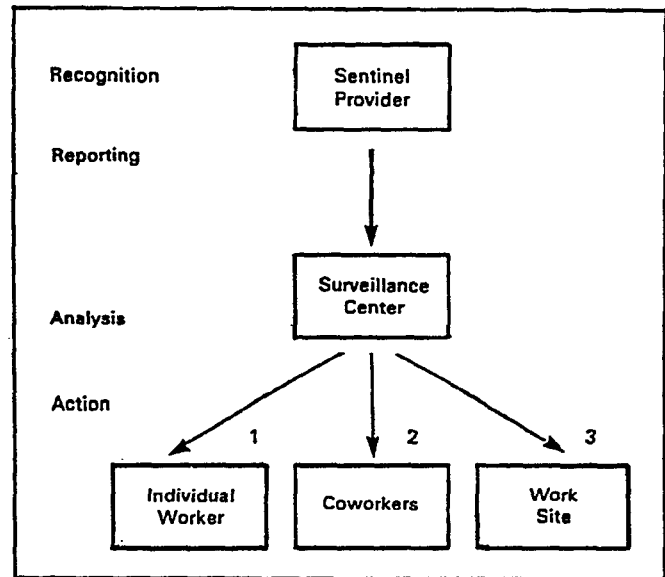 Recognition
Sentinel
Provider
Reporting
Surveillance
Center
Analysis
Action
1
2
3
Individual
Worker
Coworkers
Work
Site